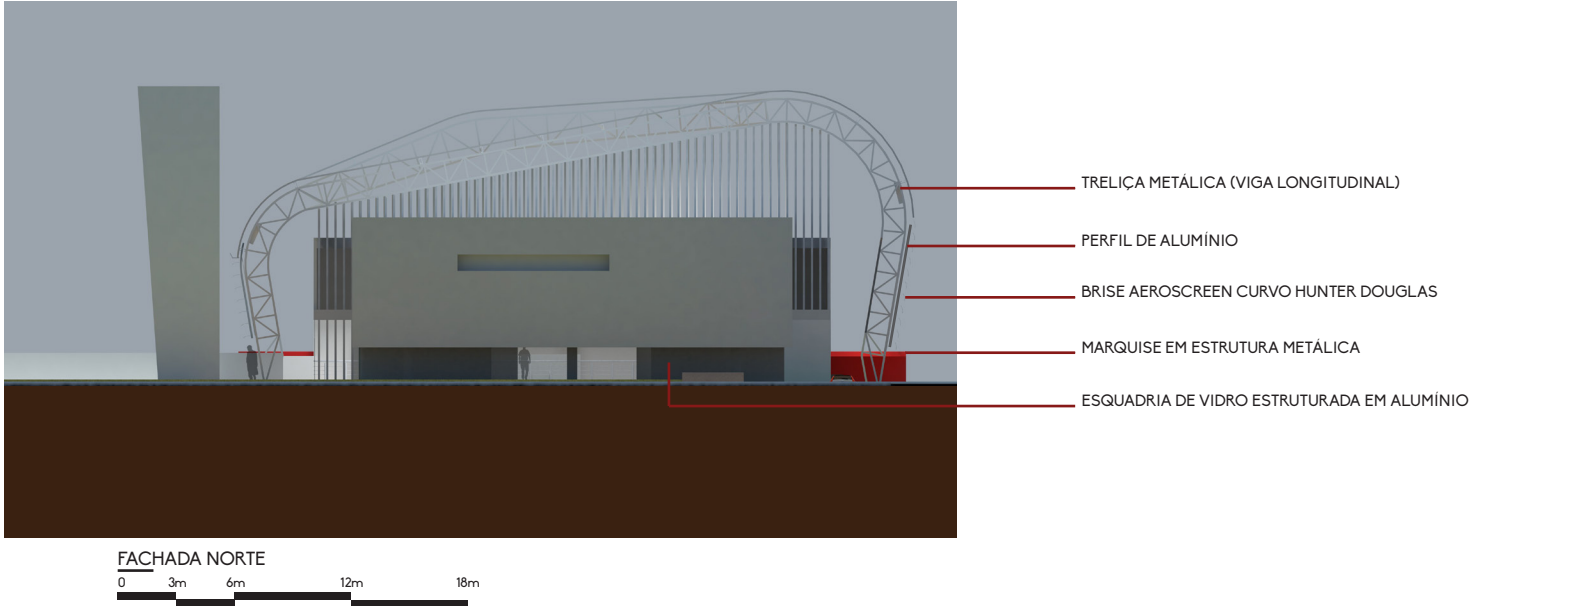 TRELIÇA METÁLICA (VIGA LONGITUDINAL)
PERFIL DE ALUMÍNIO
BRISE AEROSCREEN CURVO HUNTER DOUGLAS
MARQUISE EM ESTRUTURA METÁLICA
ESQUADRIA DE VIDRO ESTRUTURADA EM ALUMÍNIO
FACHADA NORTE
0 3m 6m 12m 18m